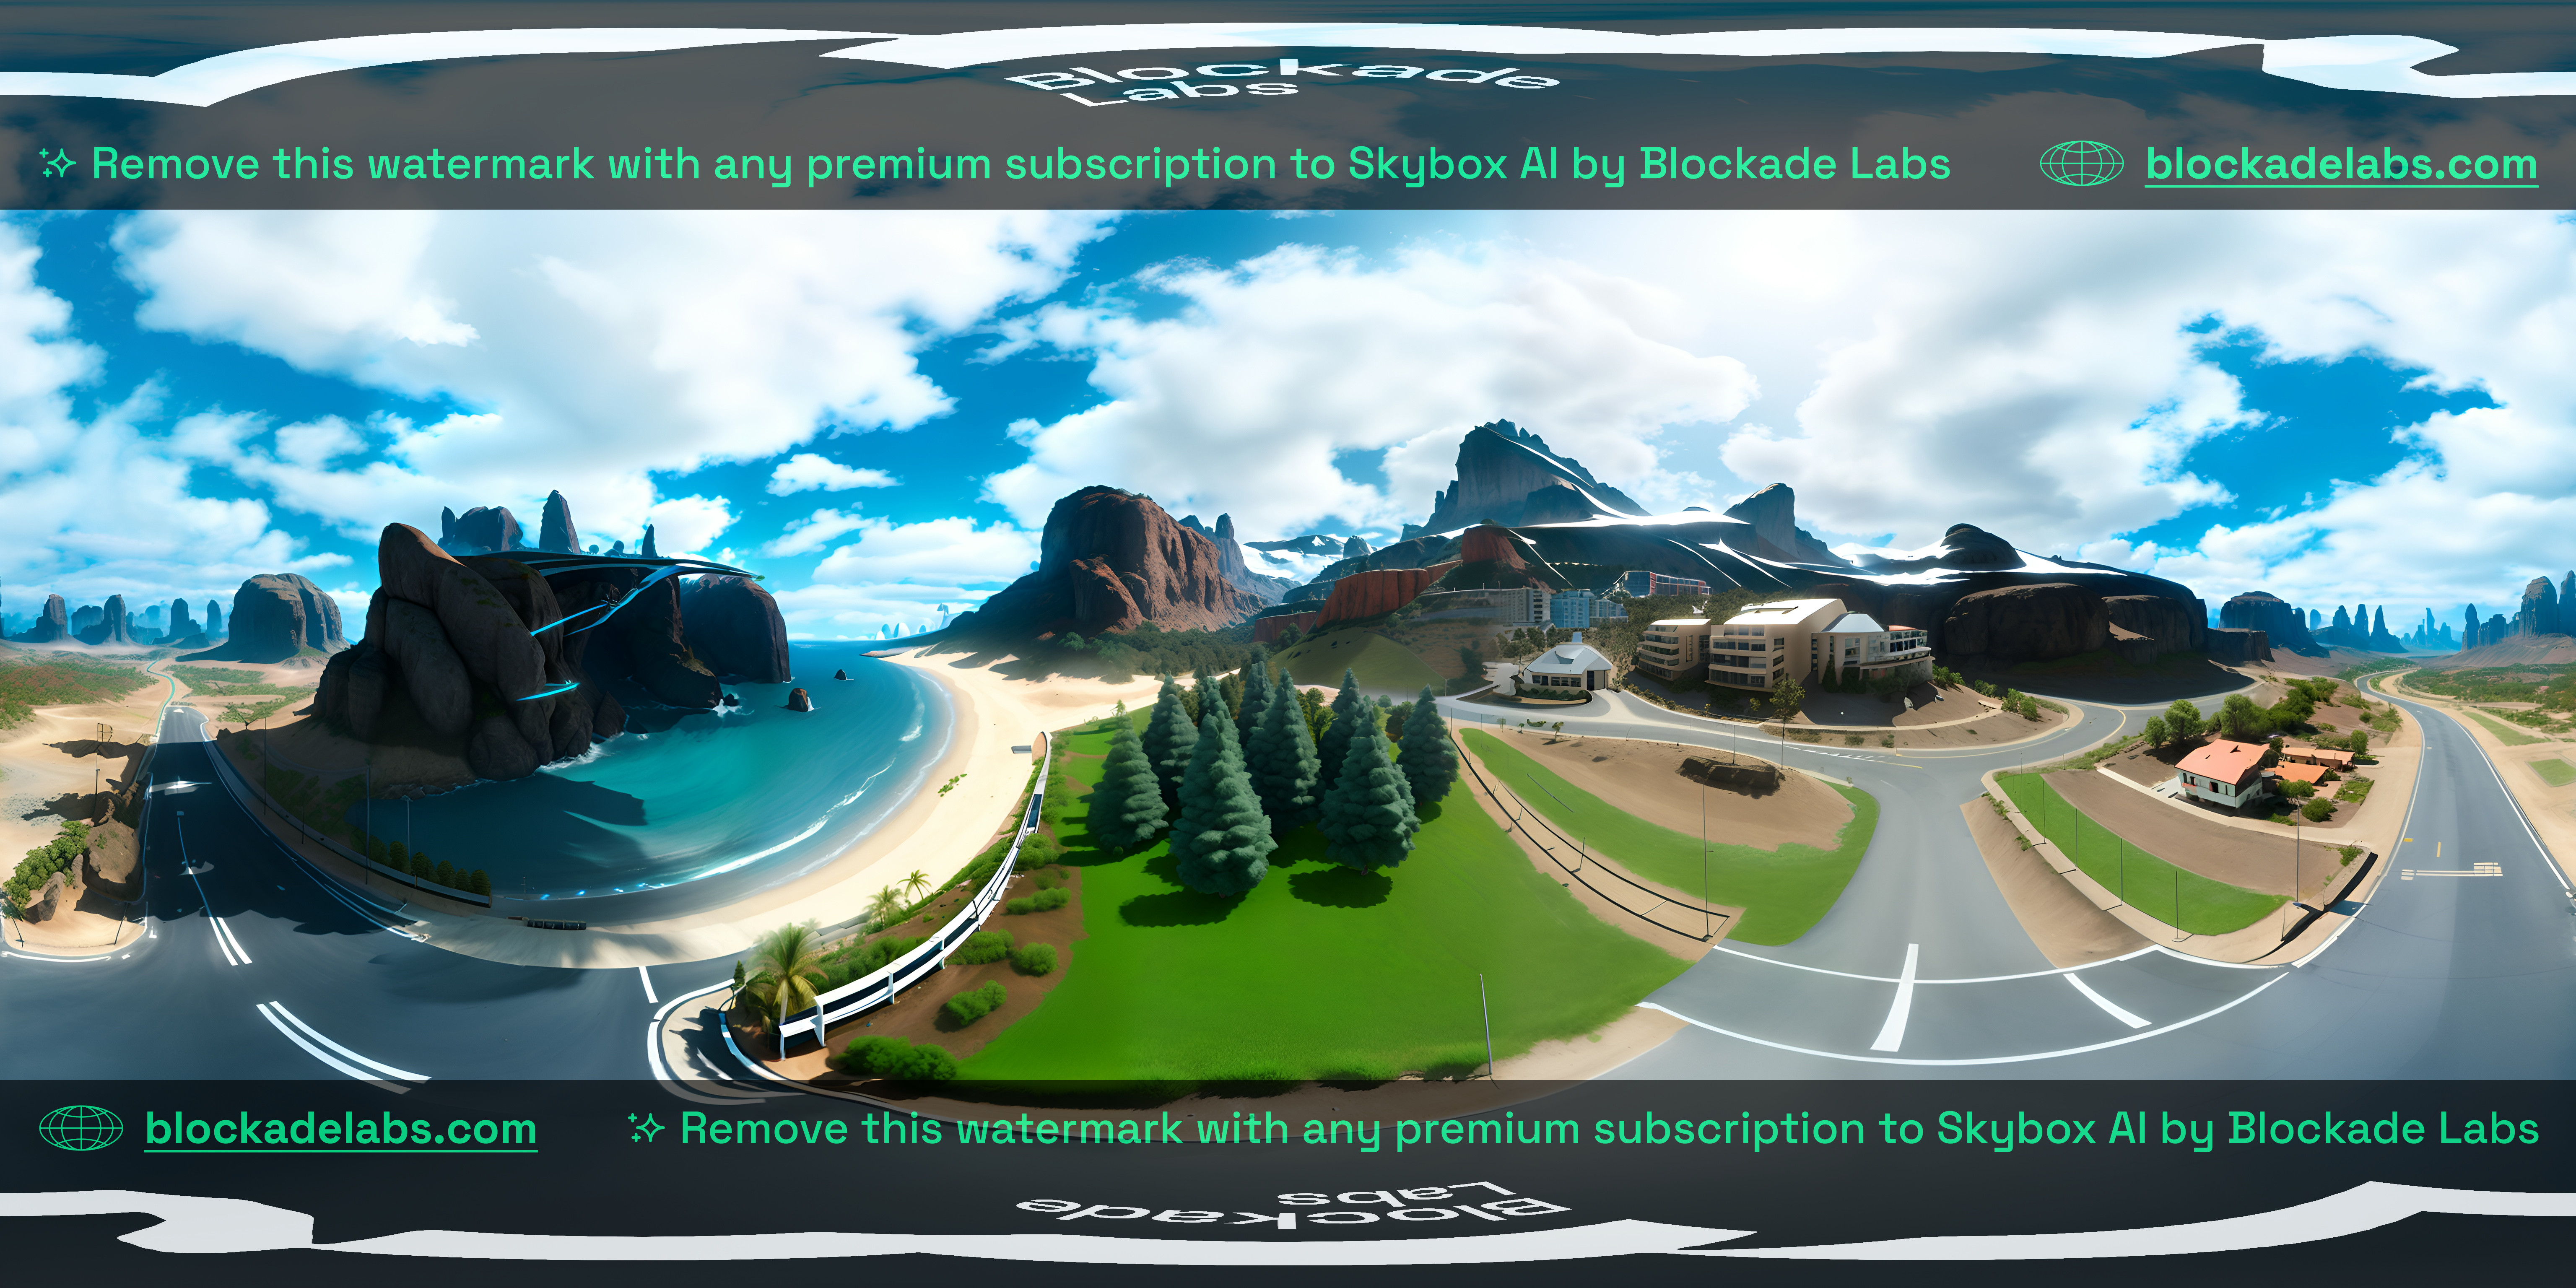 Blockade
Labs
Remove this watermark with any premium subscription to Skybox AI by Blockade Labs
blockadelabs.com
blockadelabs.com
Remove this watermark with any premium subscription to Skybox AI by Blockade Labs
Labs
Blockade